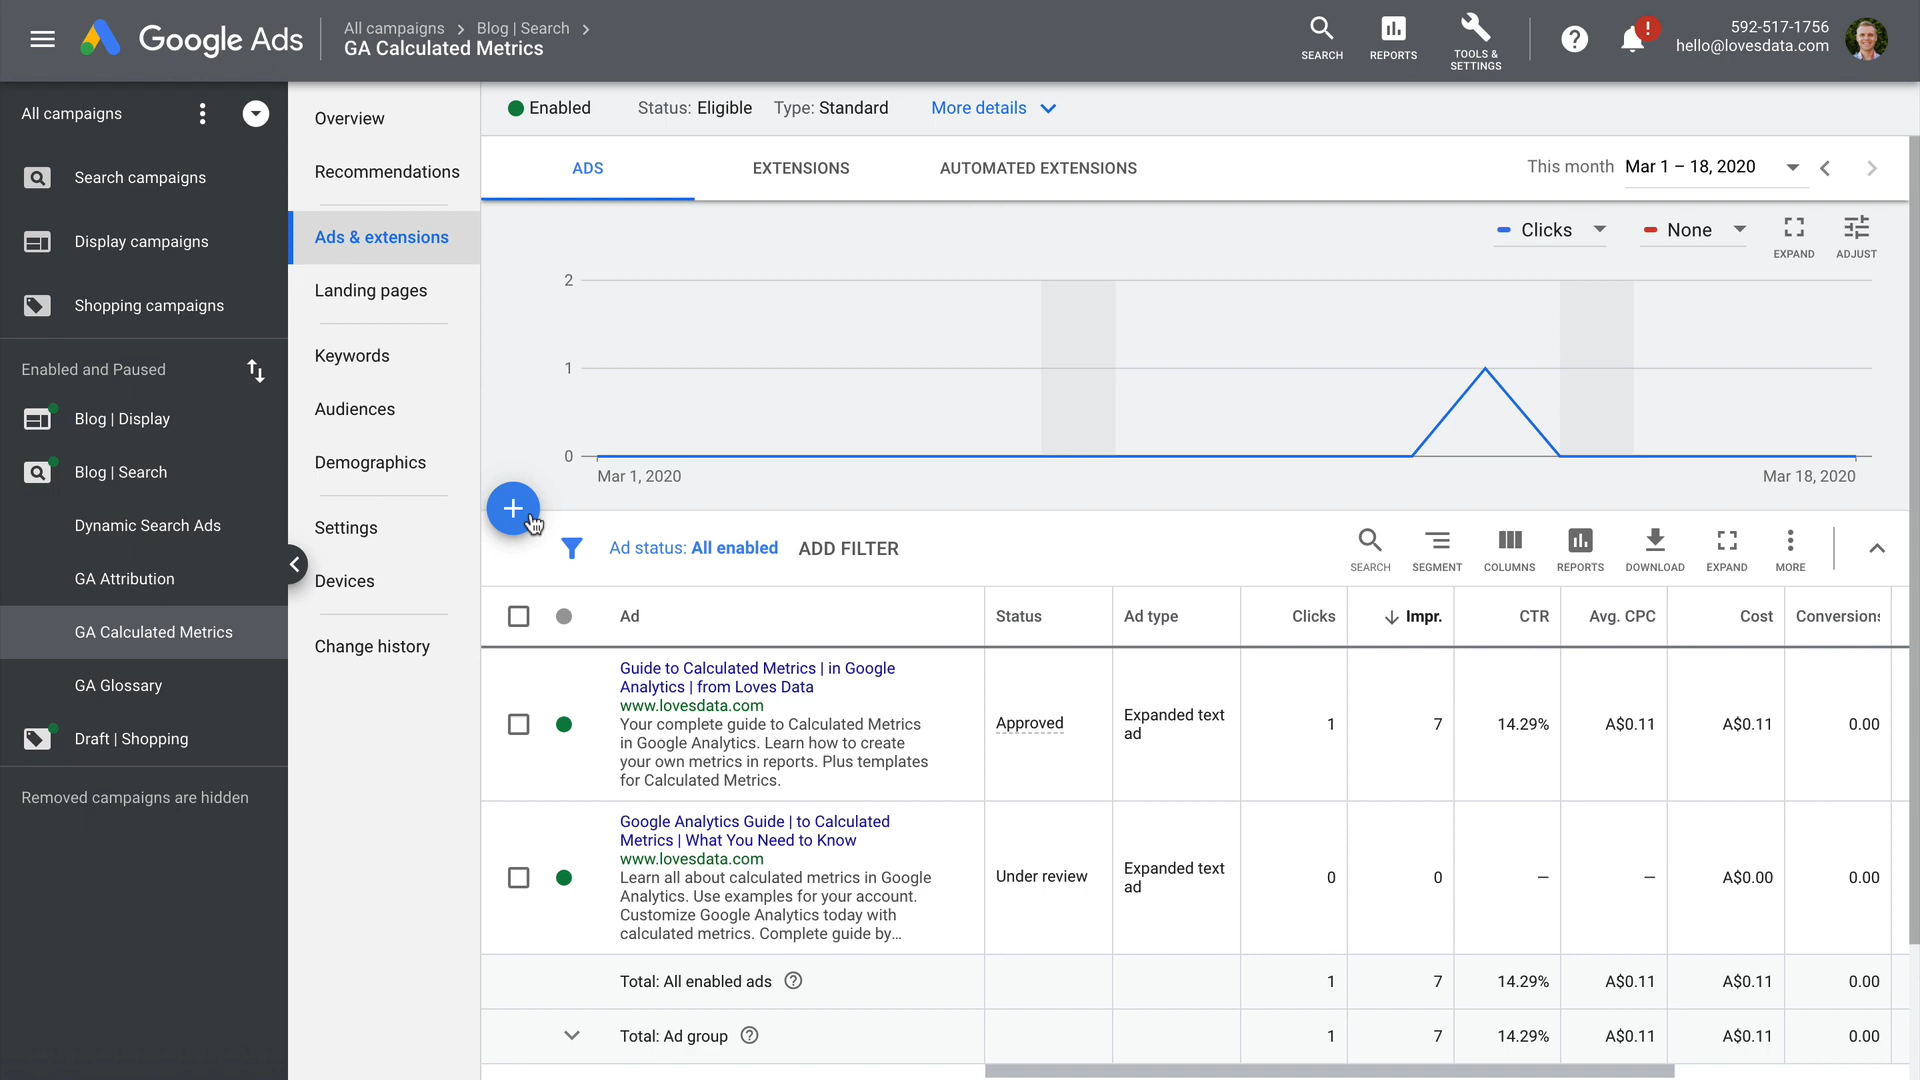 Google Ads
All campaigns > Blog | Search >
GA Calculated Metrics
SEARCH
REPORTS
TOOLS &
SETTINGS
?
!
592-517-1756
hello@lovesdata.com
All campaigns
Search campaigns
Display campaigns
Shopping campaigns
Enabled and Paused
Blog | Display
Blog | Search
Dynamic Search Ads
GA Attribution
GA Calculated Metrics
GA Glossary
Draft | Shopping
Removed campaigns are hidden
Overview
Recommendations
Ads & extensions
Landing pages
Keywords
Audiences
Demographics
Settings
Devices
Change history
Enabled Status: Eligible Type: Standard More details
ADS EXTENSIONS AUTOMATED EXTENSIONS
This month Mar 1 – 18, 2020
Clicks None
EXPAND ADJUST
2
1
0
Mar 1, 2020 Mar 18, 2020
+
Ad status: All enabled ADD FILTER
SEARCH SEGMENT COLUMNS REPORTS DOWNLOAD EXPAND MORE
Ad Status Ad type Clicks Impr. CTR Avg. CPC Cost Conversions
Guide to Calculated Metrics | in Google
Analytics | from Loves Data
www.lovesdata.com
Your complete guide to Calculated Metrics
in Google Analytics. Learn how to create
your own metrics in reports. Plus templates
for Calculated Metrics.
Approved
Expanded text
ad
1 7 14.29% A$0.11 A$0.11 0.00
Google Analytics Guide | to Calculated
Metrics | What You Need to Know
www.lovesdata.com
Learn all about calculated metrics in Google
Analytics. Use examples for your account.
Customize Google Analytics today with
calculated metrics. Complete guide by…
Under review
Expanded text
ad
0 0 — — A$0.00 0.00
Total: All enabled ads ? 1 7 14.29% A$0.11 A$0.11 0.00
Total: Ad group ? 1 7 14.29% A$0.11 A$0.11 0.00